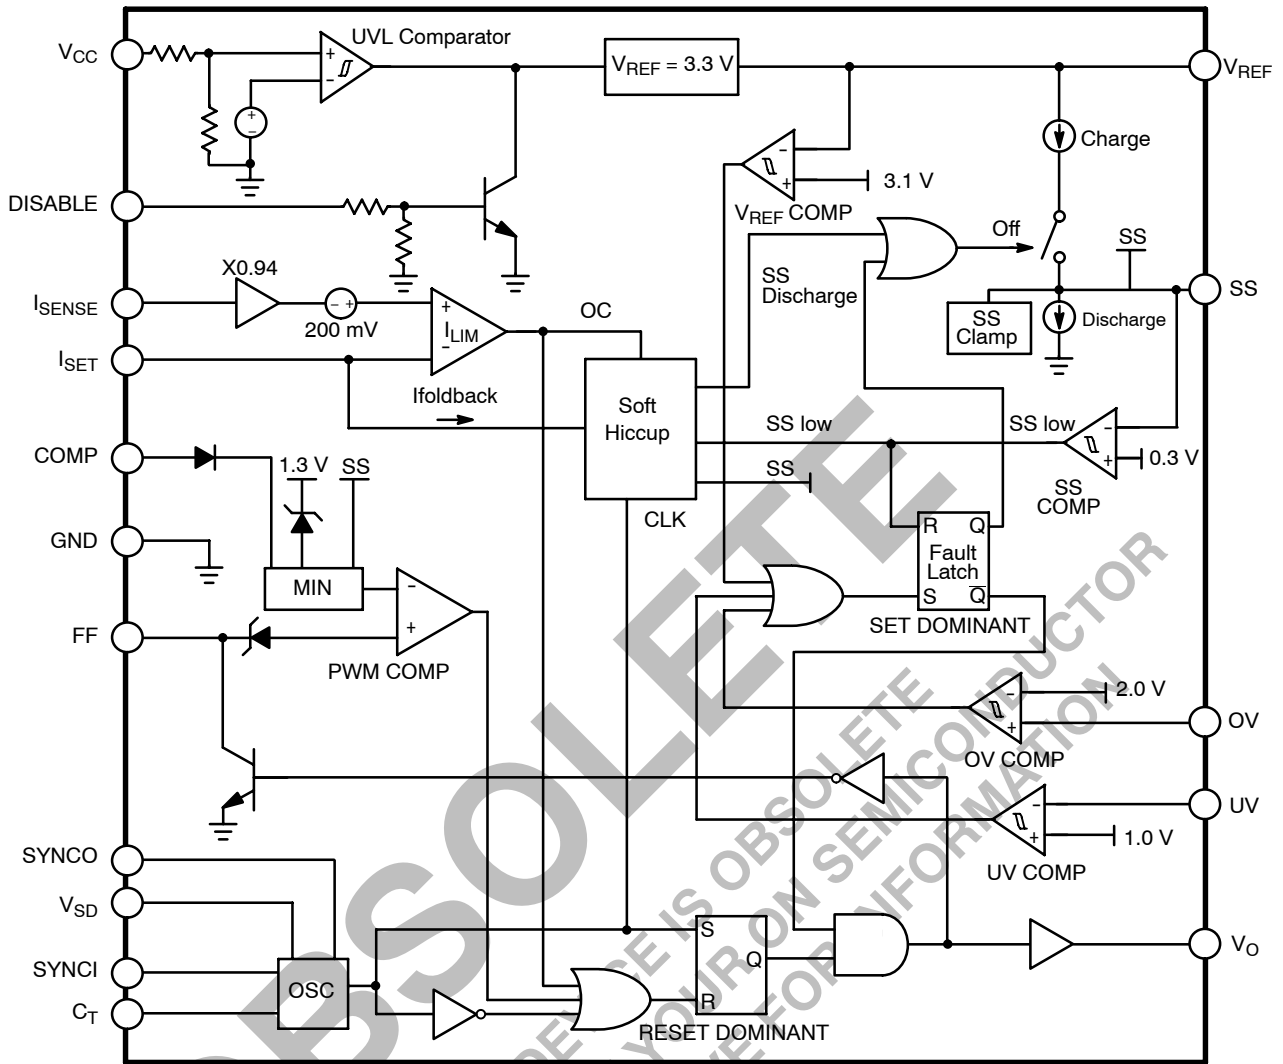 VCC
UVL Comparator
+
−
+
−
VREF = 3.3 V
VREF
Charge
−
+
3.1 V
VREF COMP
DISABLE
Off
SS
X0.94
ISENSE
− +
200 mV
+
ILIM
−
OC
SS
Discharge
SS
Clamp
Discharge
SS
ISET
Ifoldback
Soft
Hiccup
SS low
SS low
−
+
0.3 V
SS
COMP
COMP
1.3 V
SS
SS
CLK
GND
MIN
R
Q
Fault
Latch
S
Q̅
SET DOMINANT
−
+
FF
PWM COMP
−
2.0 V
+
OV
OV COMP
−
UV
+
1.0 V
UV COMP
SYNCO
VSD
SYNCI
CT
OSC
S
Q
R
RESET DOMINANT
VO
OBSOLETE
DEVICE IS OBSOLETE
YOUR ON SEMICONDUCTOR
FOR INFORMATION